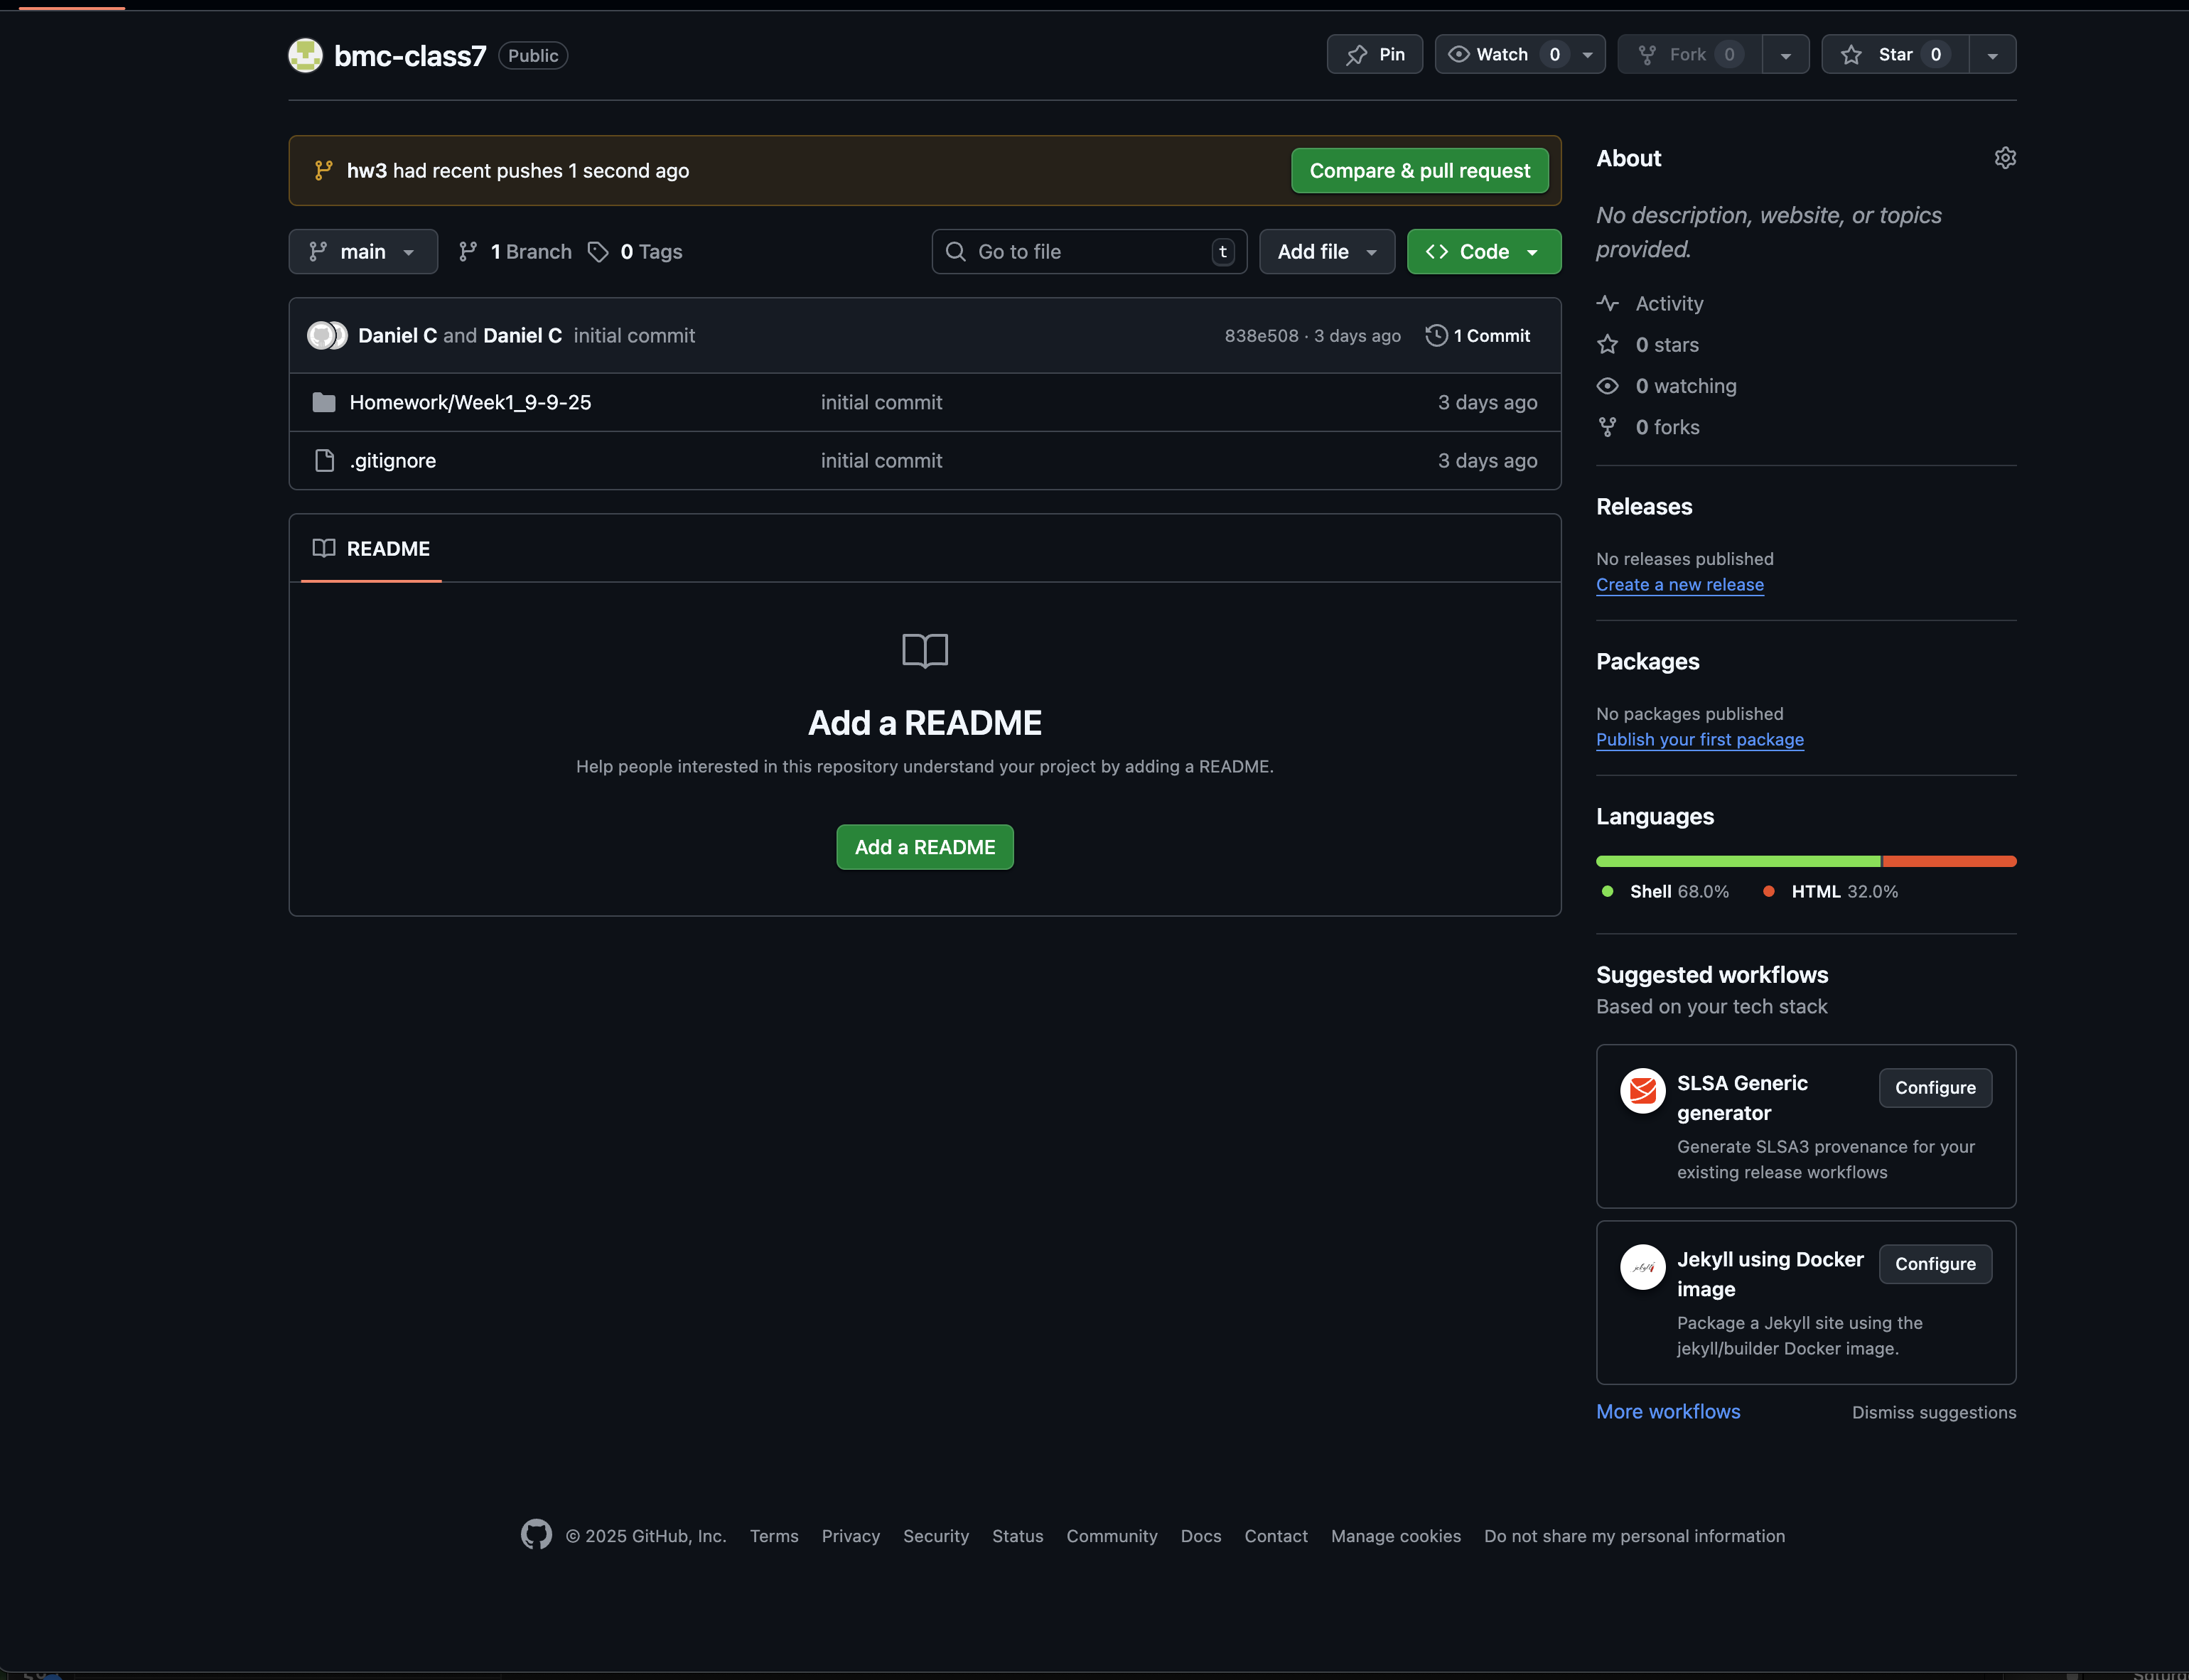 bmc-class7 Public
Pin
Watch 0
Fork 0
Star 0
hw3 had recent pushes 1 second ago
Compare & pull request
main
1 Branch
0 Tags
Go to file
t
Add file
<> Code
Daniel C and Daniel C initial commit
838e508 · 3 days ago
1 Commit
Homework/Week1_9-9-25
initial commit
3 days ago
.gitignore
initial commit
3 days ago
README
Add a README
Help people interested in this repository understand your project by adding a README.
Add a README
About
No description, website, or topics
provided.
Activity
0 stars
0 watching
0 forks
Releases
No releases published
Create a new release
Packages
No packages published
Publish your first package
Languages
Shell 68.0%
HTML 32.0%
Suggested workflows
Based on your tech stack
SLSA Generic
generator
Configure
Generate SLSA3 provenance for your
existing release workflows
Jekyll using Docker
image
Configure
Package a Jekyll site using the
jekyll/builder Docker image.
More workflows
Dismiss suggestions
© 2025 GitHub, Inc.
Terms
Privacy
Security
Status
Community
Docs
Contact
Manage cookies
Do not share my personal information